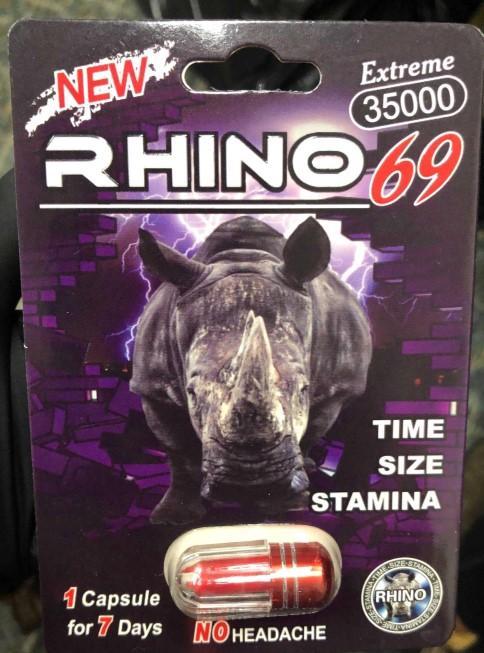 NEW
Extreme
35000
RHINO 69
TIME
SIZE
STAMINA
1 Capsule
for 7 Days
NO HEADACHE
RHINO